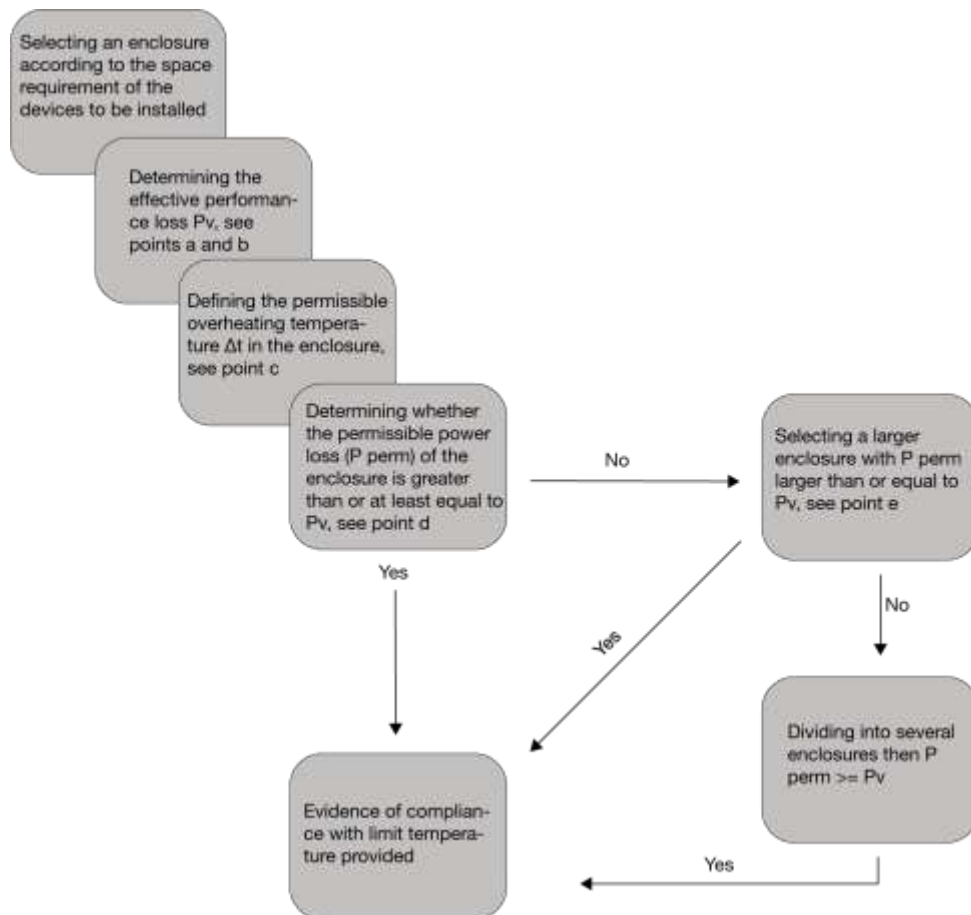 Selecting an enclosure
according to the space
requirement of the
devices to be installed
Determining the
effective performan-
ce loss Pv, see
points a and b
Defining the permissible
overheating tempera-
ture Δt in the enclosure,
see point c
Determining whether
the permissible power
loss (P perm) of the
enclosure is greater
than or at least equal to
Pv, see point d
No
Selecting a larger
enclosure with P perm
larger than or equal to
Pv, see point e
Yes
Yes
No
Dividing into several
enclosures then P
perm >= Pv
Evidence of complian-
ce with limit tempera-
ture provided
Yes